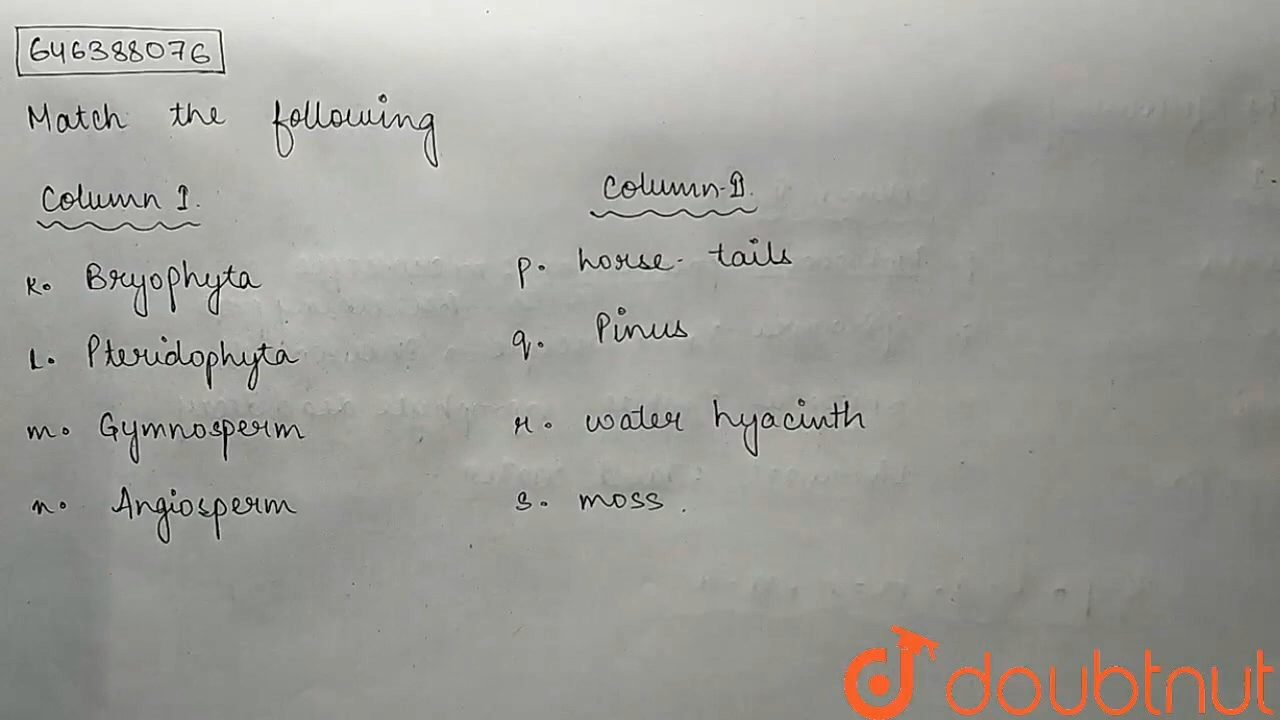 646388076
Match the following
Column I.
Column-II.
K. Bryophyta
p. horse-tails
L. Pteridophyta
q. Pinus
m. Gymnosperm
r. water hyacinth
n. Angiosperm
s. moss.
doubtnut